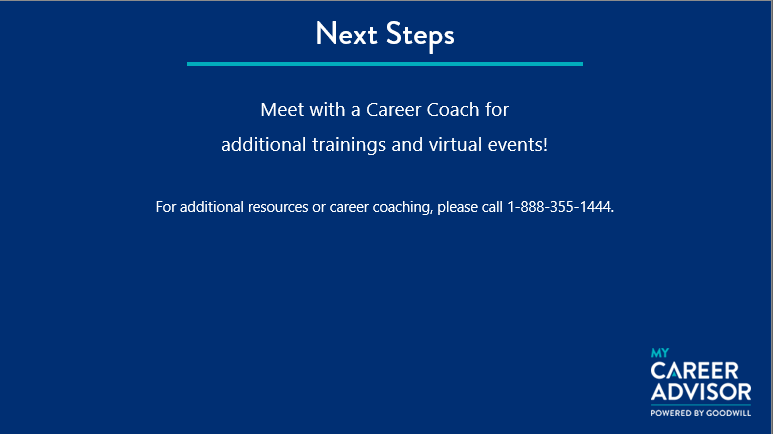 Next Steps
Meet with a Career Coach for
additional trainings and virtual events!
For additional resources or career coaching, please call 1-888-355-1444.
MY
CAREER
ADVISOR
POWERED BY GOODWILL